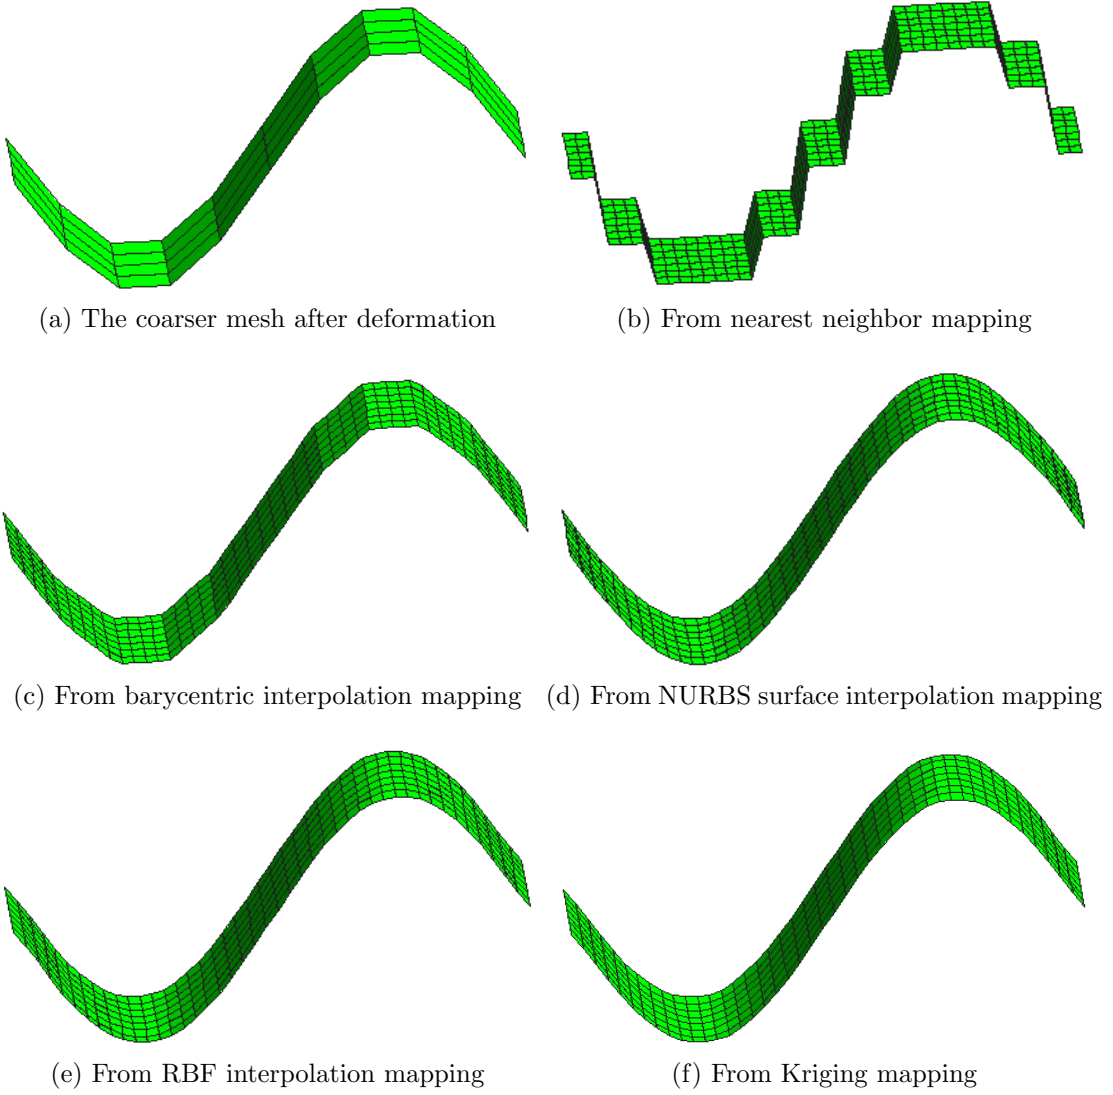 (a) The coarser mesh after deformation
(b) From nearest neighbor mapping
(c) From barycentric interpolation mapping
(d) From NURBS surface interpolation mapping
(e) From RBF interpolation mapping
(f) From Kriging mapping